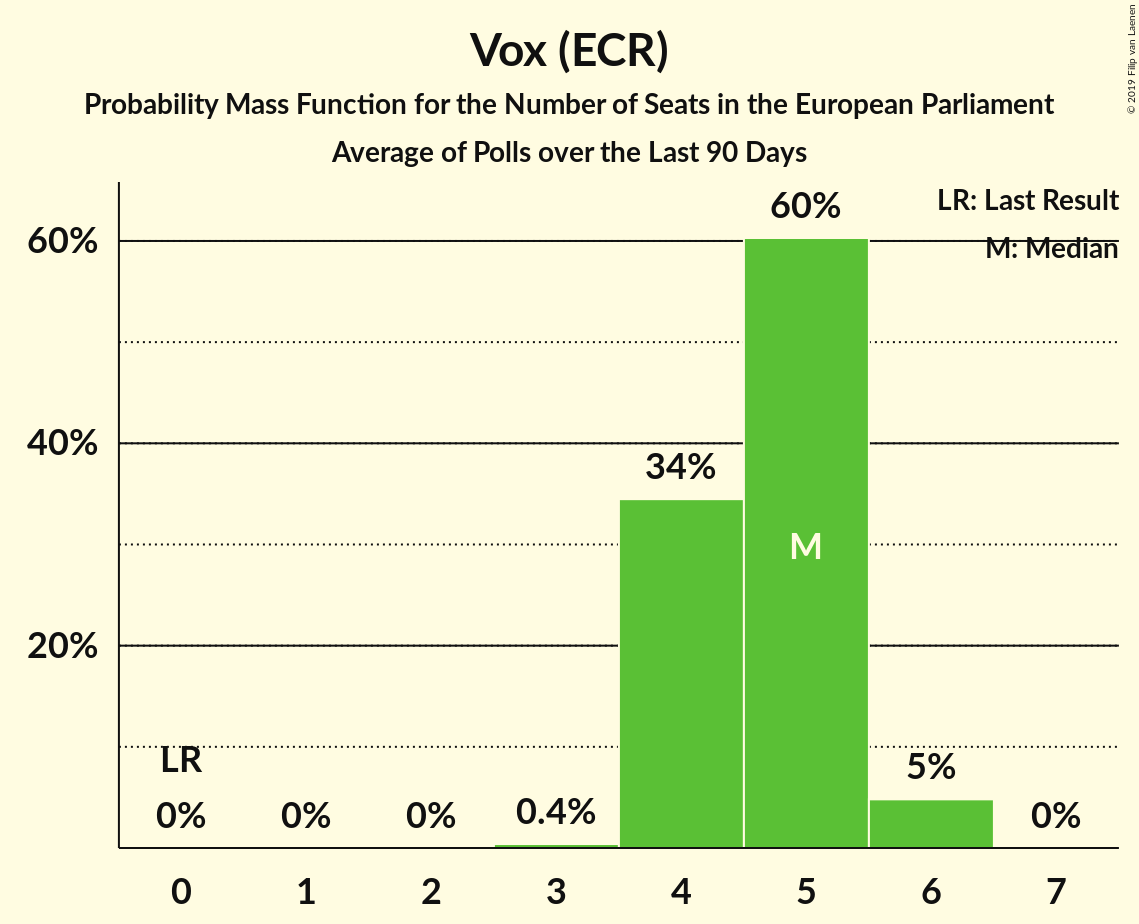 Vox (ECR)
Probability Mass Function for the Number of Seats in the European Parliament
Average of Polls over the Last 90 Days
© 2019 Filip van Laenen
LR: Last Result
M: Median
60%
40%
20%
LR
0%
0%
0%
0.4%
34%
60%
M
5%
0%
0 1 2 3 4 5 6 7